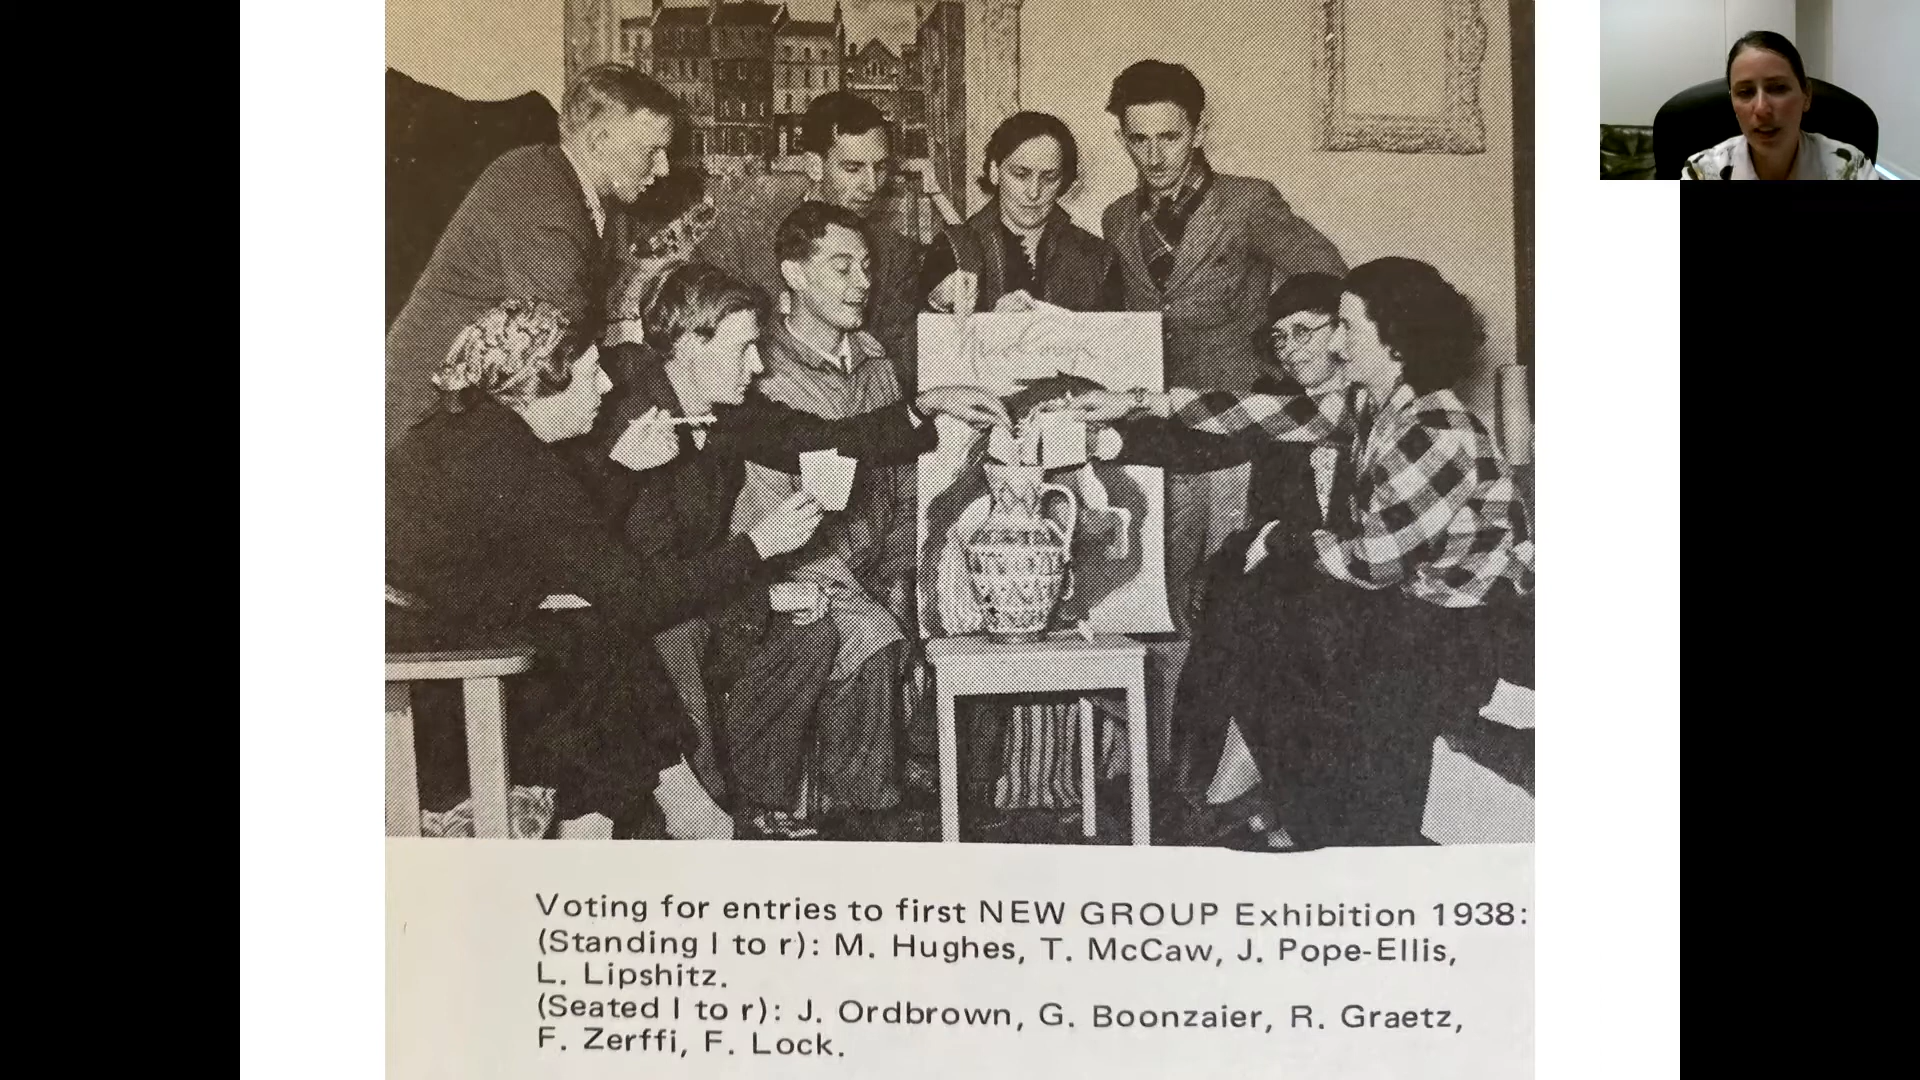 Voting for entries to first NEW GROUP Exhibition 1938:
(Standing l to r): M. Hughes, T. McCaw, J. Pope-Ellis,
L. Lipshitz.
(Seated l to r): J. Ordbrown, G. Boonzaier, R. Graetz,
F. Zerffi, F. Lock.